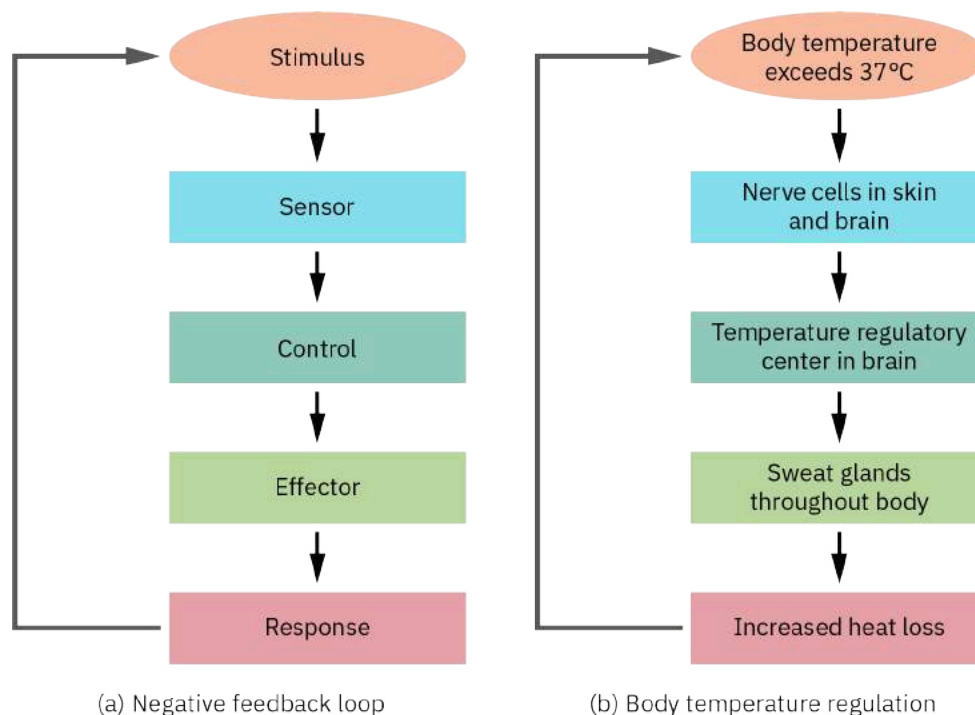 Stimulus
Sensor
Control
Effector
Response
(a) Negative feedback loop
Body temperature
exceeds 37°C
Nerve cells in skin
and brain
Temperature regulatory
center in brain
Sweat glands
throughout body
Increased heat loss
(b) Body temperature regulation